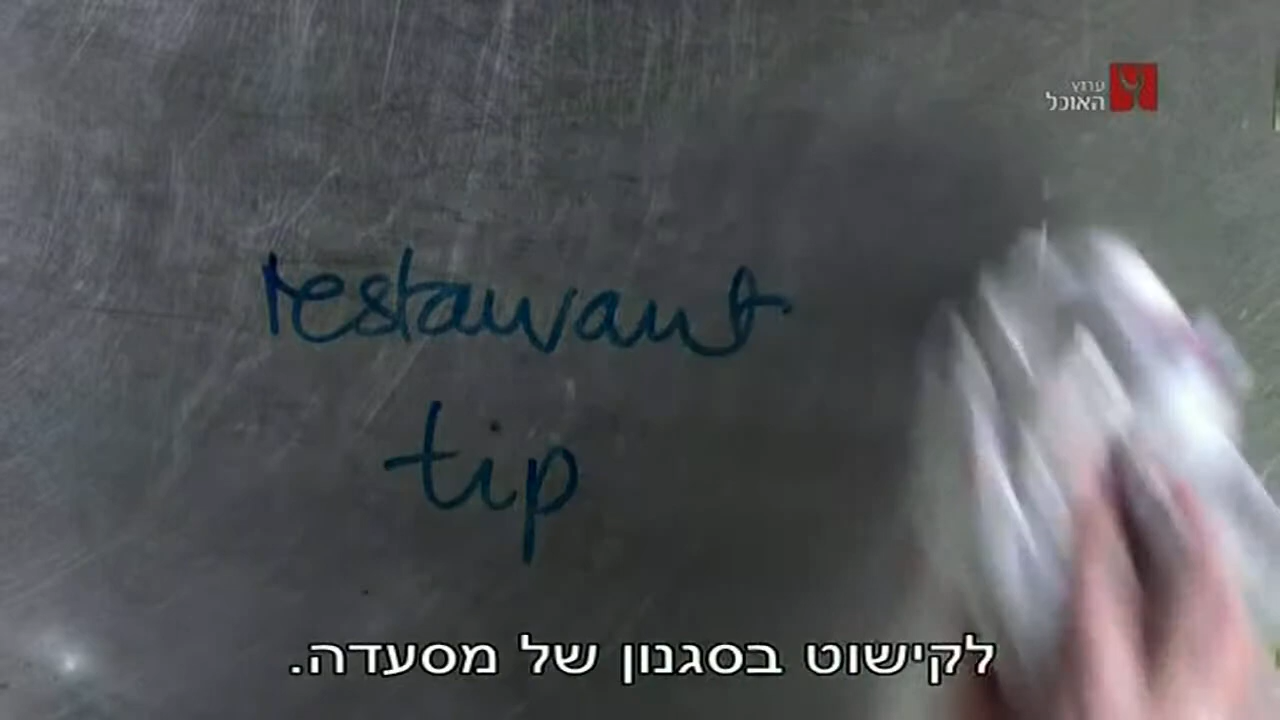 ערוץ
האוכל
restaurant
tip
לקישוט בסגנון של מסעדה.